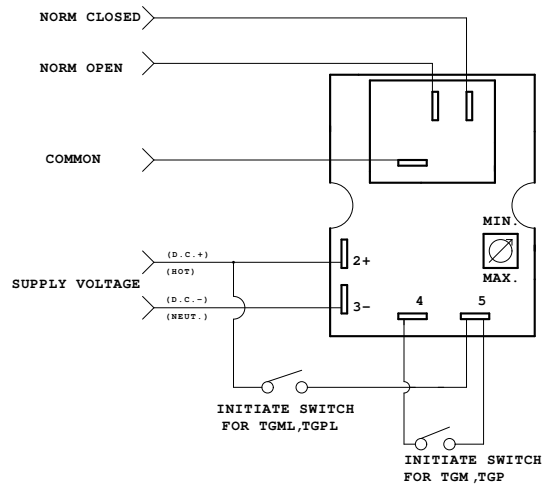 NORM CLOSED
NORM OPEN
COMMON
MIN.
(D.C.+)
2+
(HOT)
MAX.
SUPPLY VOLTAGE
(D.C.-)
3-
(NEUT.)
4 5
INITIATE SWITCH
FOR TGML,TGPL
INITIATE SWITCH
FOR TGM ,TGP